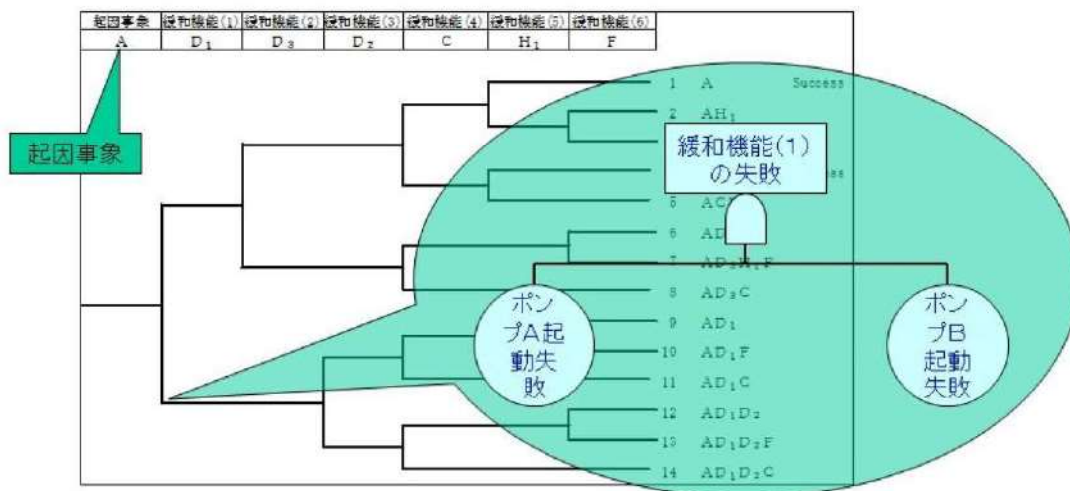 起因事象 緩和機能(1) 緩和機能(2) 緩和機能(3) 緩和機能(4) 緩和機能(5) 緩和機能(6)
A D₁ D₃ D₂ C H₁ F
起因事象
1 A Success
2 AH₁
緩和機能(1)
の失敗
5
6
7 AD₃H₁F
8 AD₃C
9 AD₁
10 AD₁F
11 AD₁C
12 AD₁D₂
13 AD₁D₂F
14 AD₁D₂C
ポン
プA起
動失
敗
ポン
プB
起動
失敗